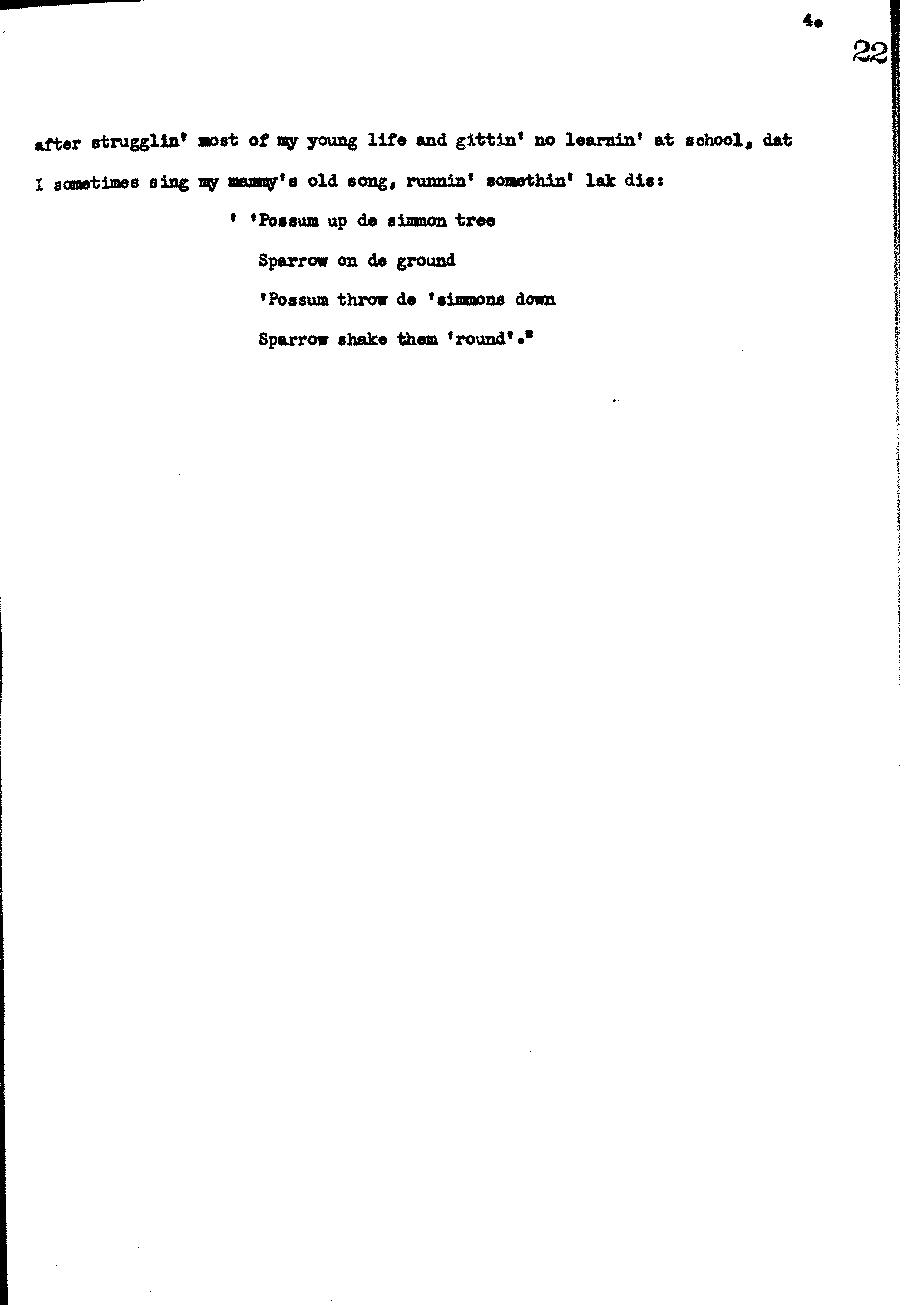 4.
22
after strugglin' most of my young life and gittin' no learnin' at school, dat
I sometimes sing my mammy's old song, runnin' somethin' lak dis:
' 'Possum up de simmon tree
Sparrow on de ground
'Possum throw de 'simmons down
Sparrow shake them 'round'."